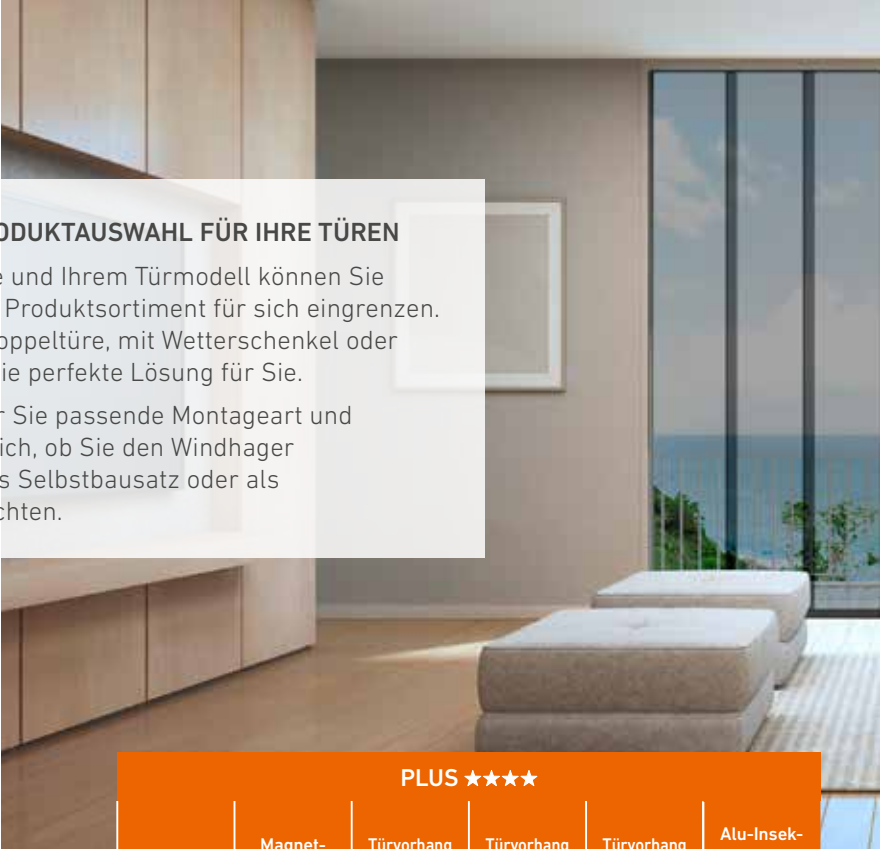 ODUKTAUSWAHL FÜR IHRE TÜREN
e und Ihrem Türmodell können Sie
Produktsortiment für sich eingrenzen.
oppeltüre, mit Wetterschenkel oder
ie perfekte Lösung für Sie.
r Sie passende Montageart und
ich, ob Sie den Windhager
s Selbstbausatz oder als
chten.
PLUS ★★★★
Magnet- Türvorhang Türvorhang Türvorhang Alu-Insek-